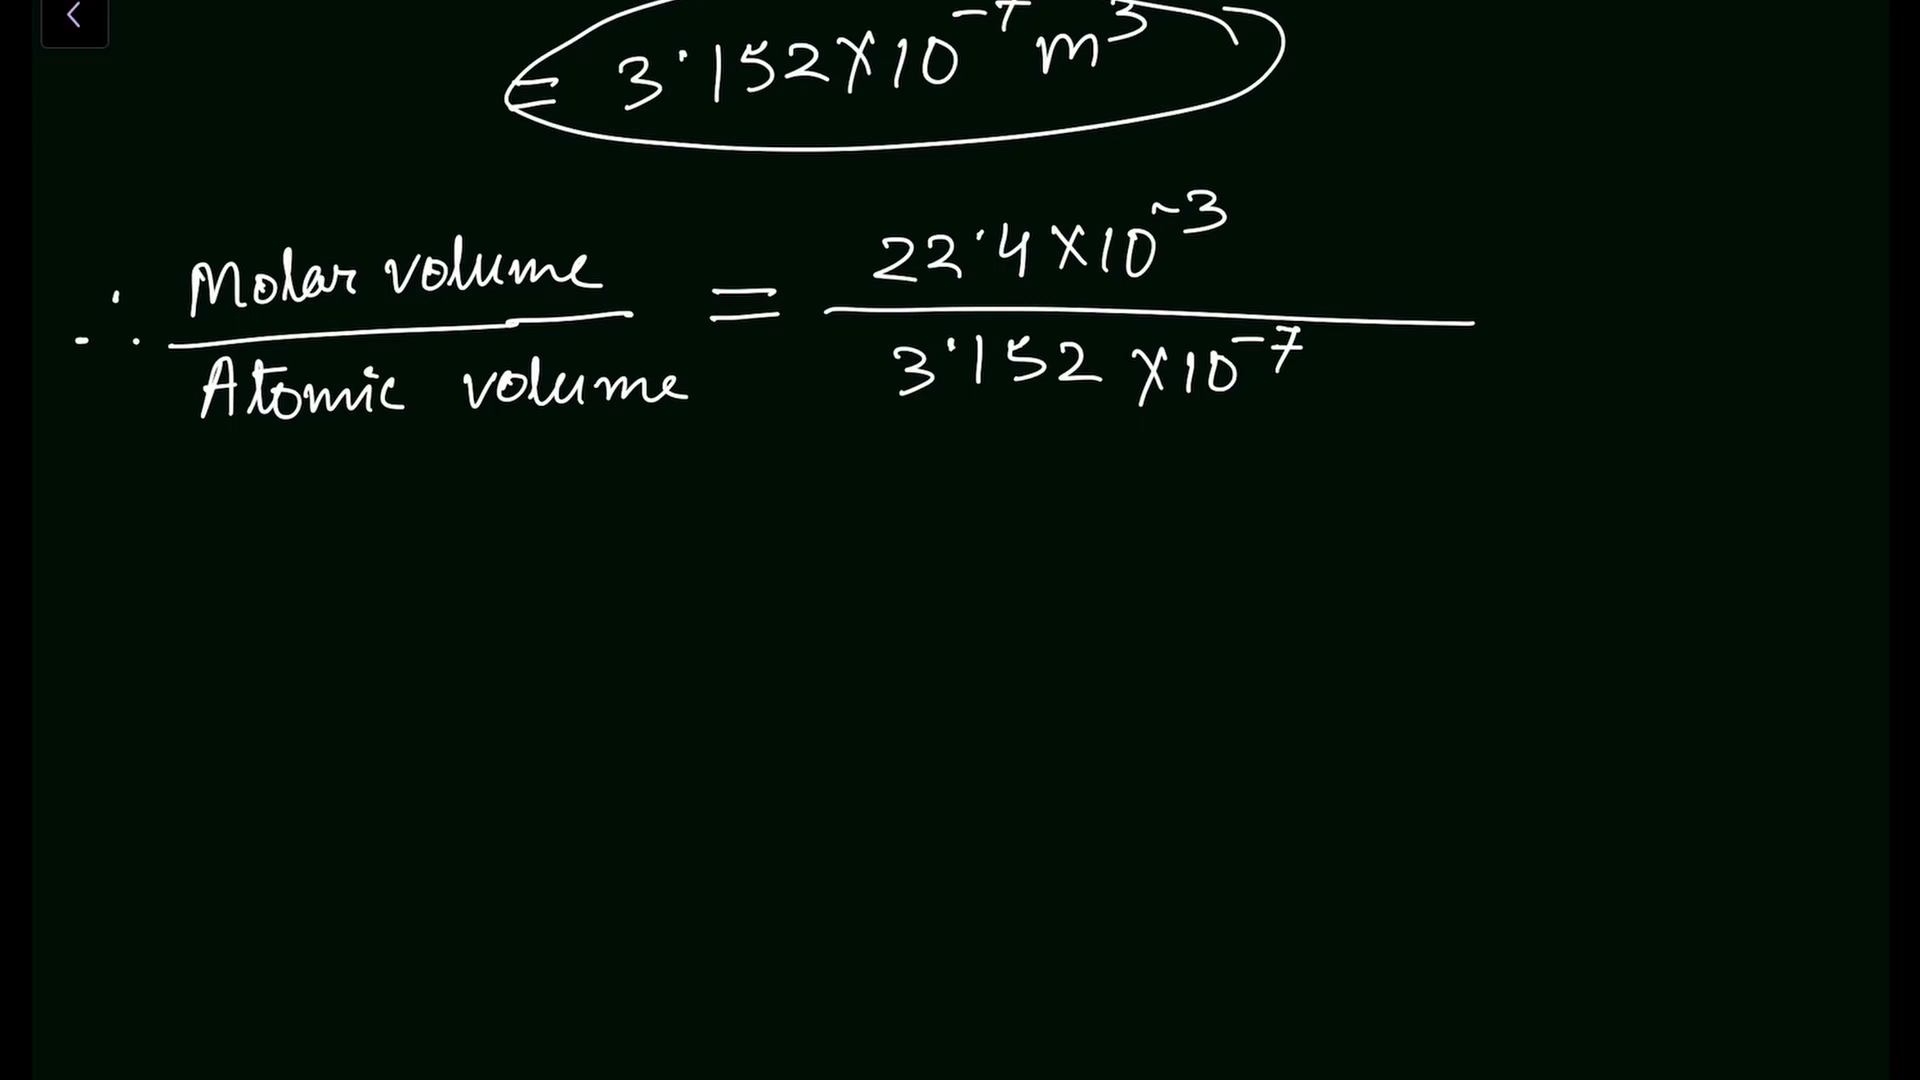 = 3.152×10⁻⁷ m³
∴ Molar volume / Atomic volume = 22.4×10⁻³ / 3.152×10⁻⁷